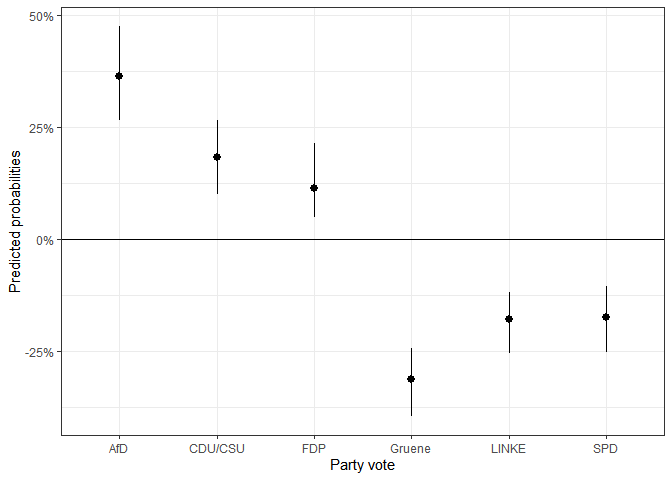 50%
25%
0%
-25%
Predicted probabilities
AfD CDU/CSU FDP Gruene LINKE SPD
Party vote